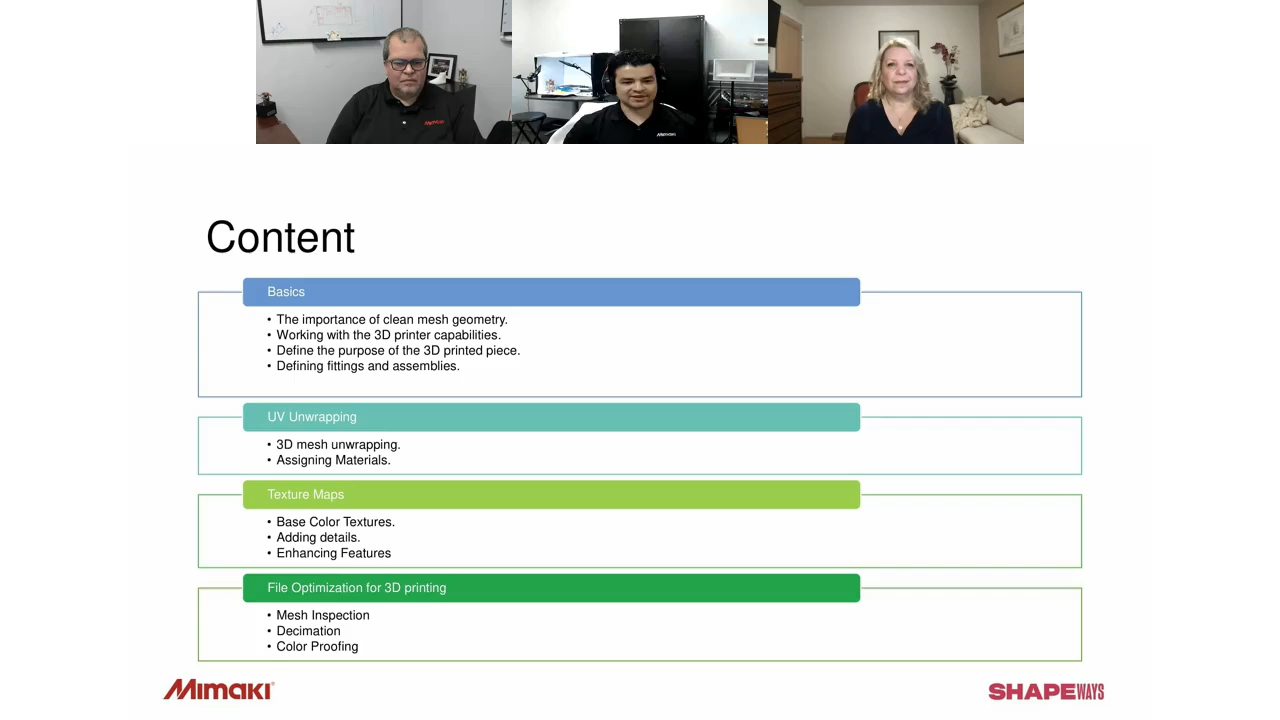 Mimaki
Mimaki
Content
Basics
• The importance of clean mesh geometry.
• Working with the 3D printer capabilities.
• Define the purpose of the 3D printed piece.
• Defining fittings and assemblies.
UV Unwrapping
• 3D mesh unwrapping.
• Assigning Materials.
Texture Maps
• Base Color Textures.
• Adding details.
• Enhancing Features
File Optimization for 3D printing
• Mesh Inspection
• Decimation
• Color Proofing
Mimaki®
SHAPEWAYS